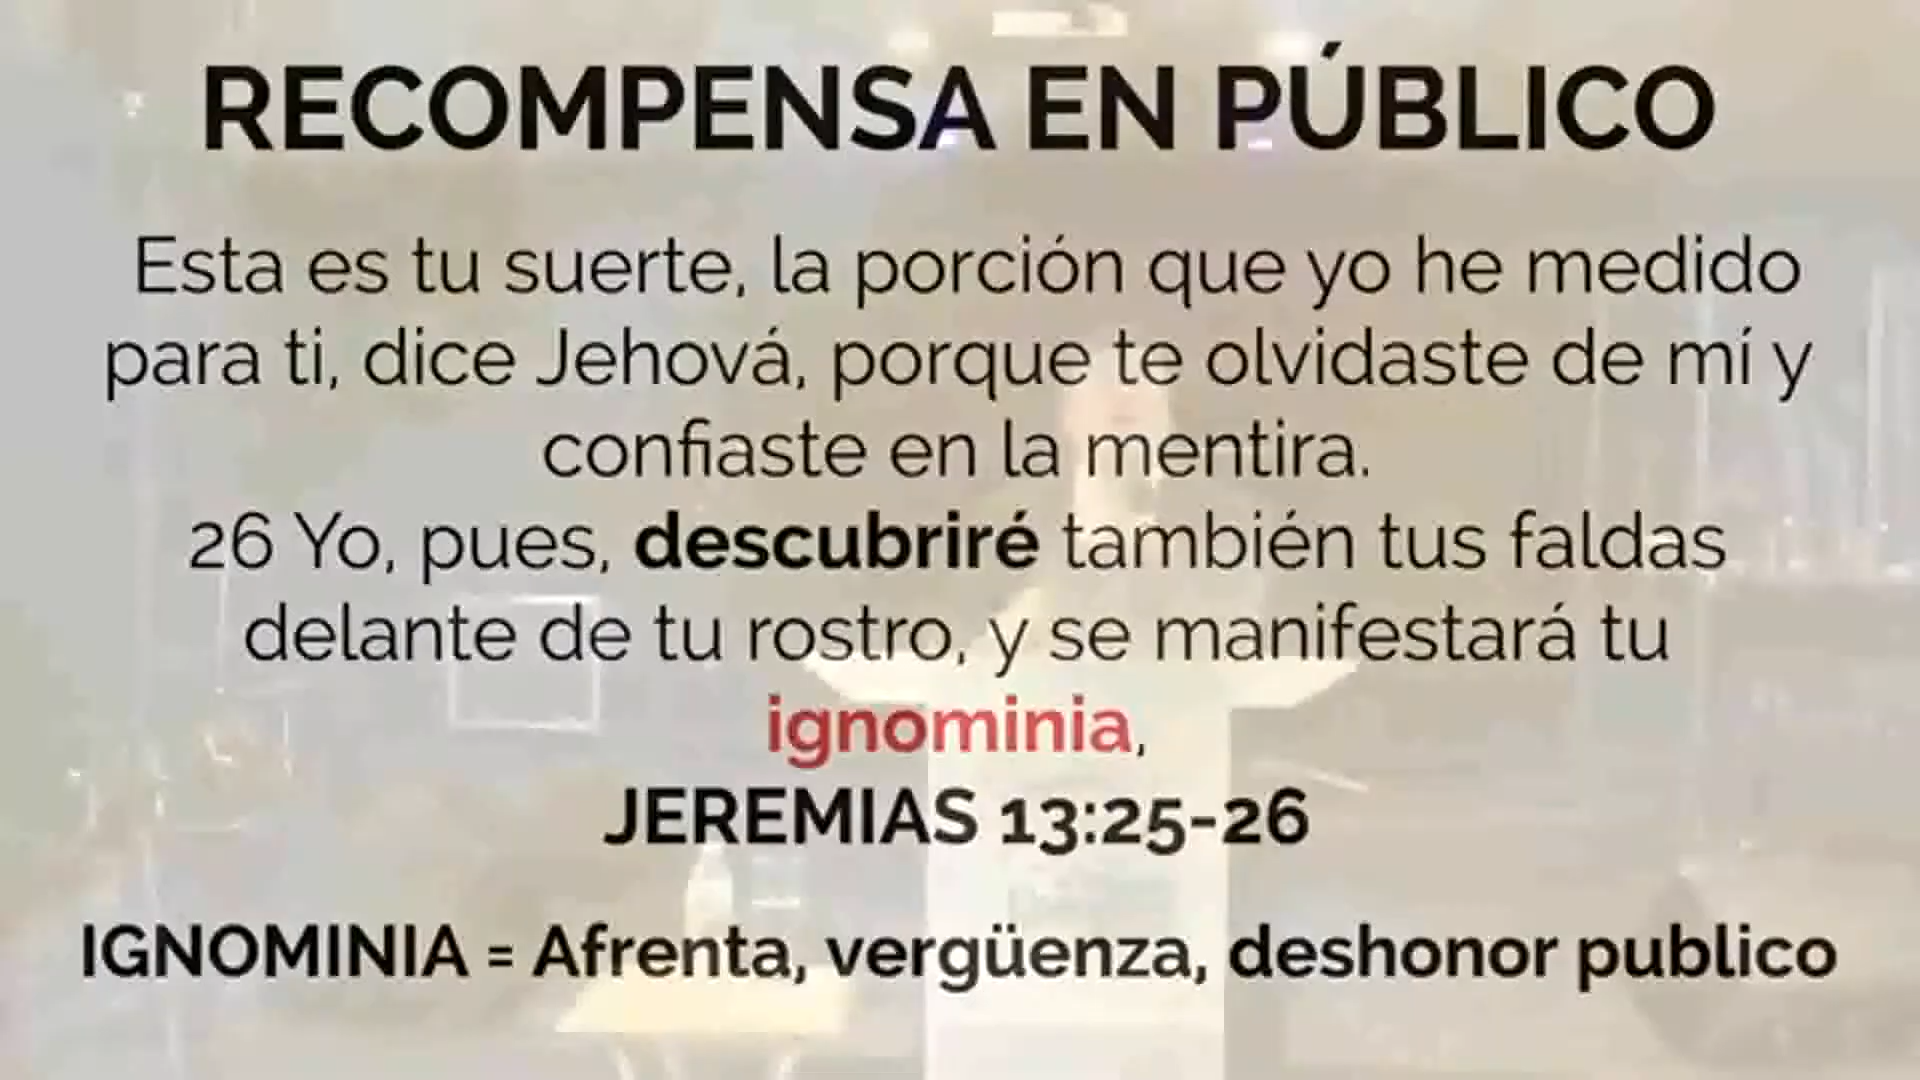 RECOMPENSA EN PÚBLICO
Esta es tu suerte, la porción que yo he medido
para ti, dice Jehová, porque te olvidaste de mí y
confiaste en la mentira.
26 Yo, pues, descubriré también tus faldas
delante de tu rostro, y se manifestará tu
ignominia,
JEREMIAS 13:25-26
IGNOMINIA = Afrenta, vergüenza, deshonor publico